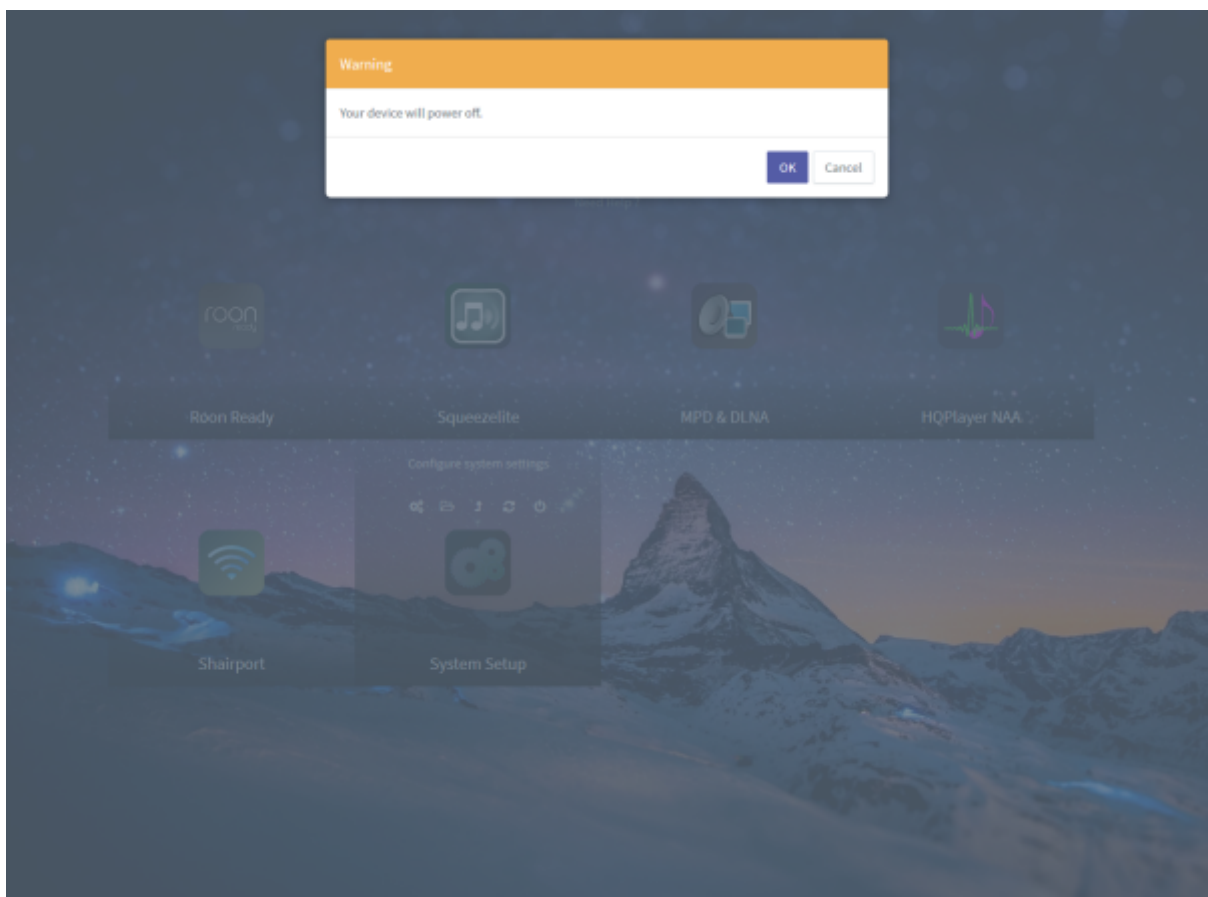 Warning
Your device will power off.
OK Cancel
roon
ready
Roon Ready Squeezelite MPD & DLNA HQPlayer NAA
Configure system settings
Shairport System Setup